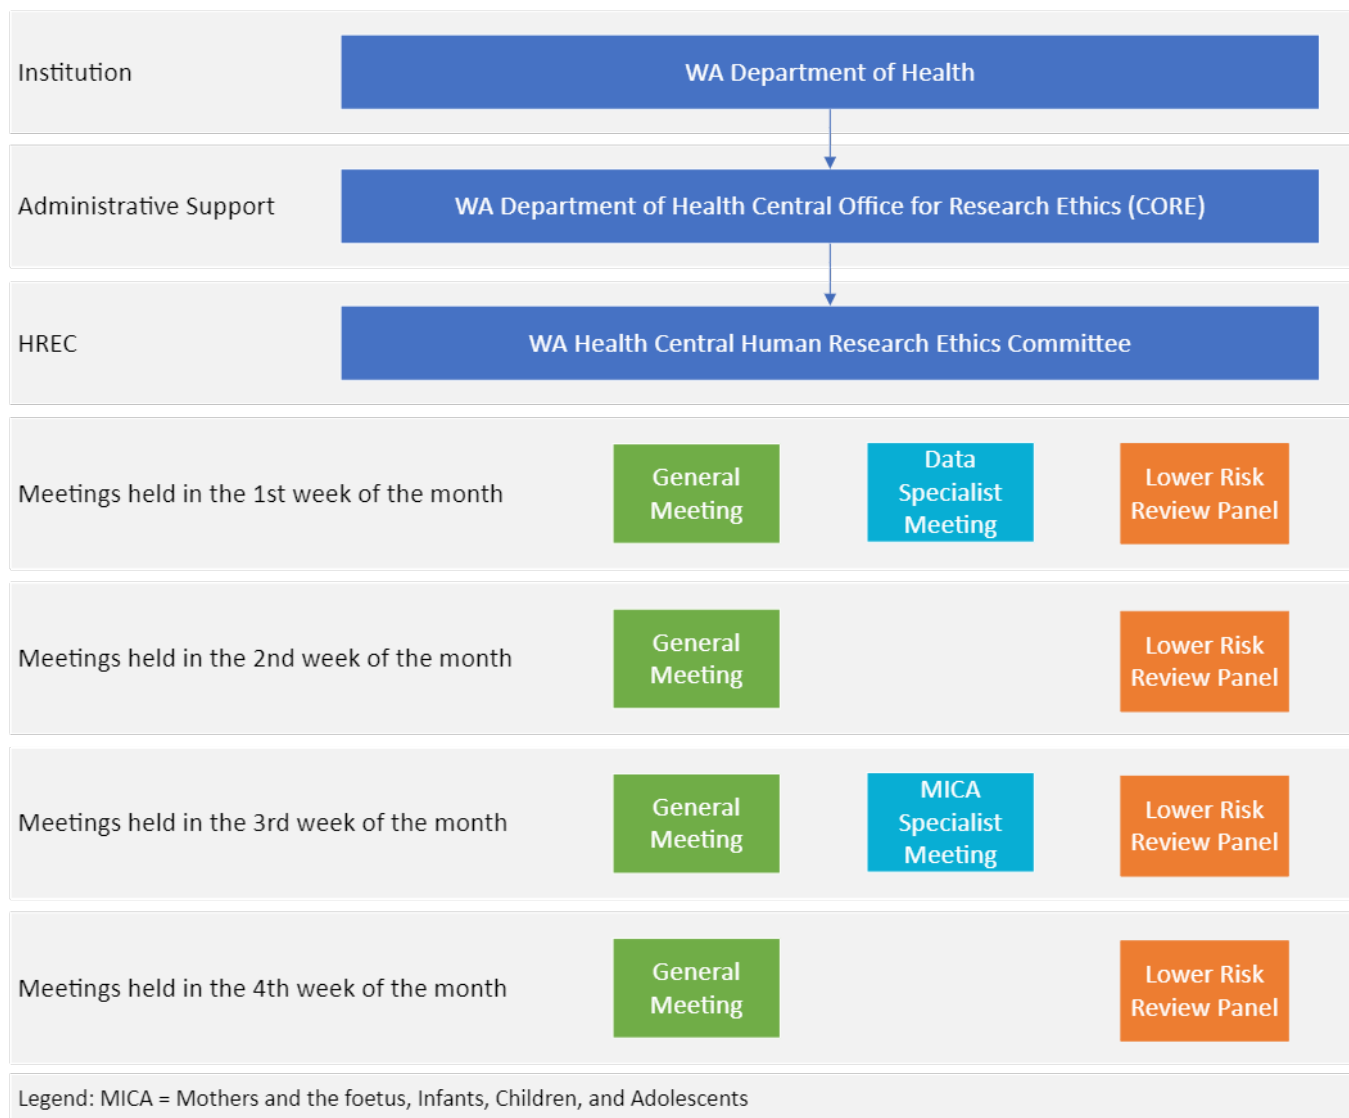 Institution
WA Department of Health
Administrative Support
WA Department of Health Central Office for Research Ethics (CORE)
HREC
WA Health Central Human Research Ethics Committee
Meetings held in the 1st week of the month
General
Meeting
Data
Specialist
Meeting
Lower Risk
Review Panel
Meetings held in the 2nd week of the month
General
Meeting
Lower Risk
Review Panel
Meetings held in the 3rd week of the month
General
Meeting
MICA
Specialist
Meeting
Lower Risk
Review Panel
Meetings held in the 4th week of the month
General
Meeting
Lower Risk
Review Panel
Legend: MICA = Mothers and the foetus, Infants, Children, and Adolescents